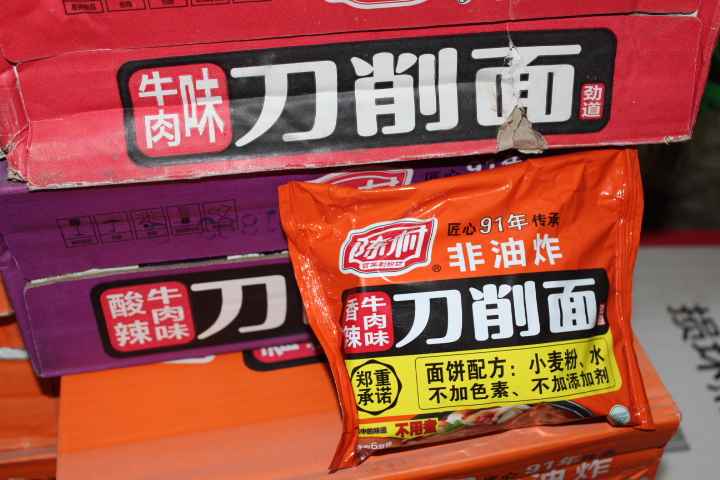 牛肉味 刀削面 劲道
酸辣牛肉味 刀
陈村
匠心91年传承
非油炸
香辣牛肉味 刀削面
郑重承诺
面饼配方：小麦粉、水
不加色素、不加添加剂
不用煮
91年
油炸
损